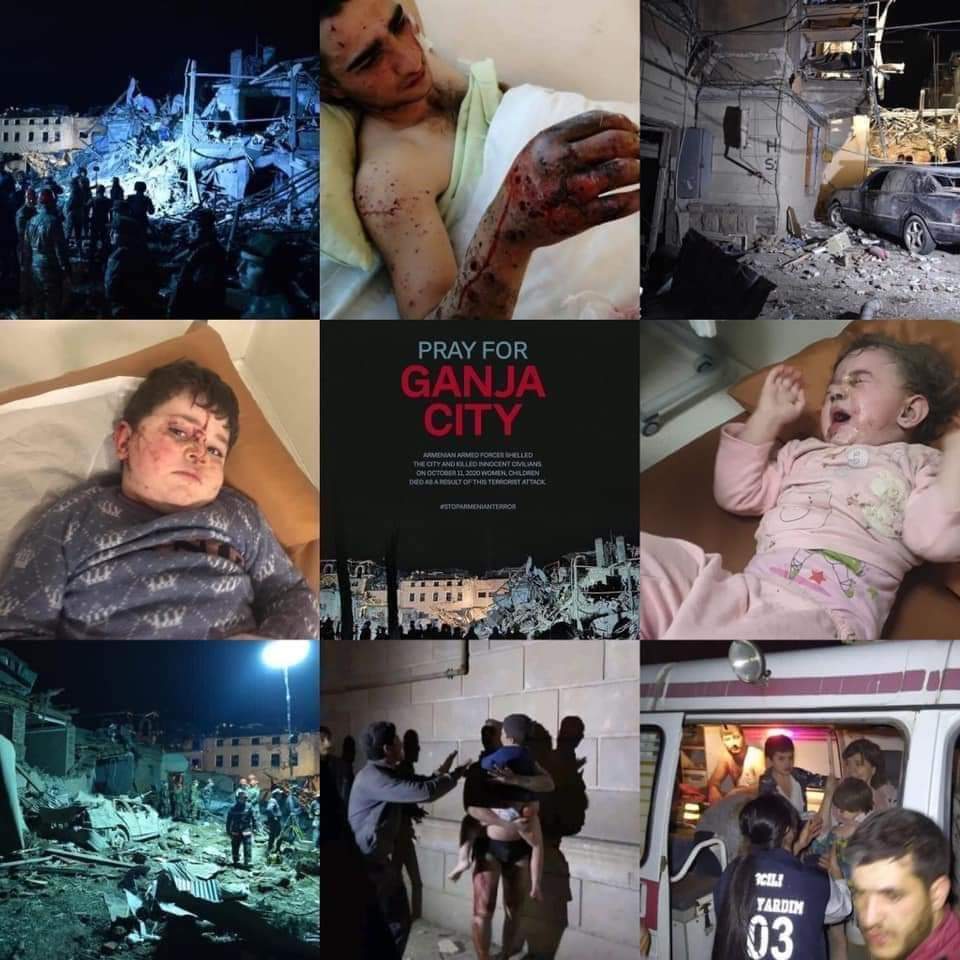 H
S
PRAY FOR
GANJA
CITY
ARMENIAN ARMED FORCES SHELLED
THE CITY AND KILLED INNOCENT CIVILIANS
ON OCTOBER 11, 2020 WOMEN, CHILDREN
DIED AS A RESULT OF THIS TERRORIST ATTACK.
#STOPARMENIANTERROR
CILI
YARDIM
03